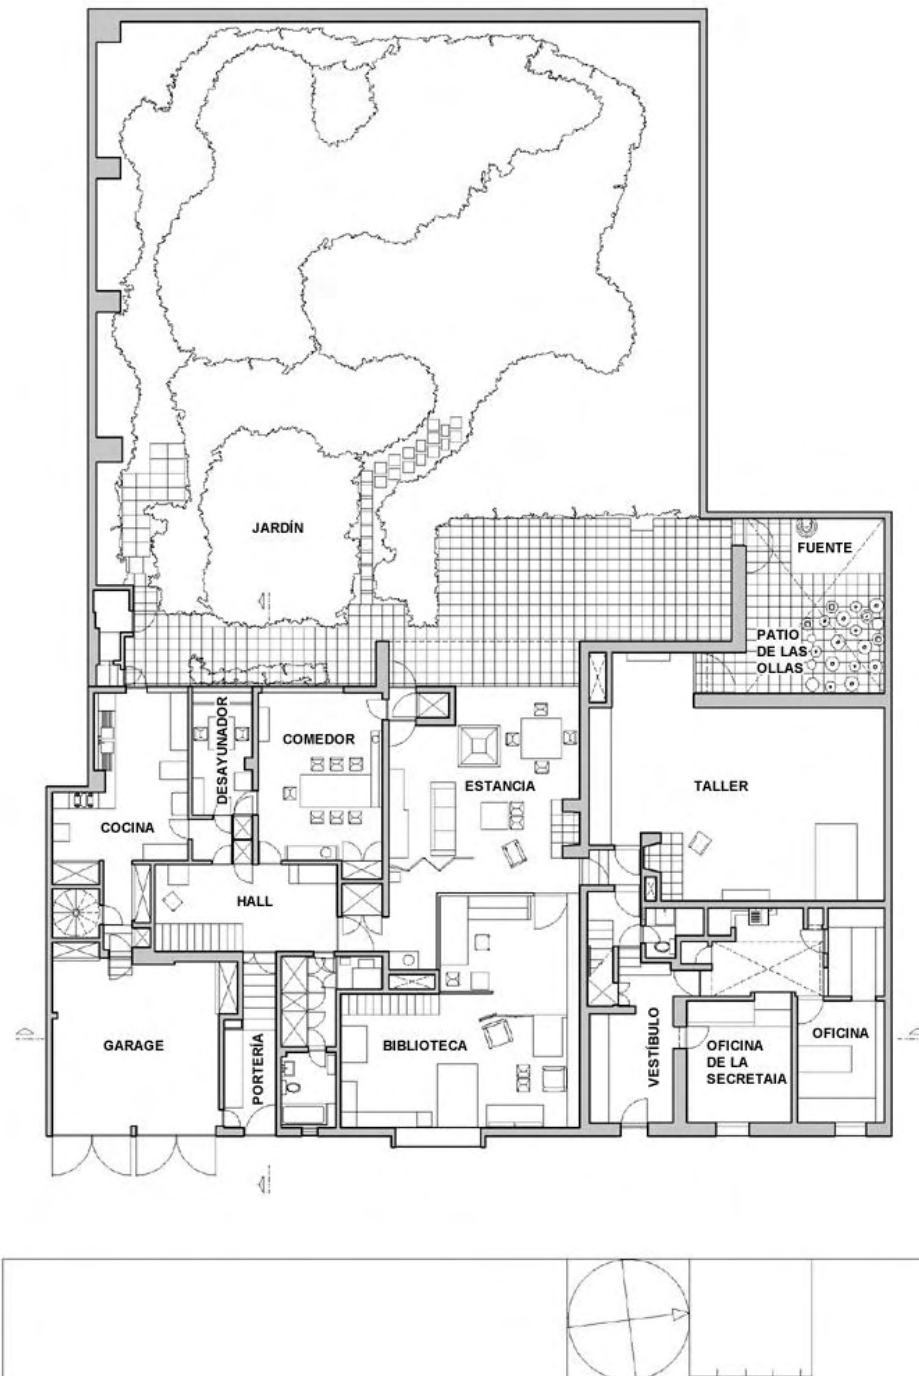 JARDÍN
FUENTE
PATIO
DE LAS
OLLAS
DESAYUNADOR
COMEDOR
ESTANCIA
TALLER
COCINA
HALL
GARAGE
PORTERÍA
BIBLIOTECA
VESTÍBULO
OFICINA
DE LA
SECRETAIA
OFICINA